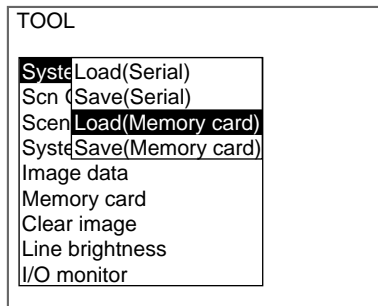 TOOL
Syste
Load(Serial)
Scn
Save(Serial)
Scen
Load(Memory card)
Syste
Save(Memory card)
Image data
Memory card
Clear image
Line brightness
I/O monitor